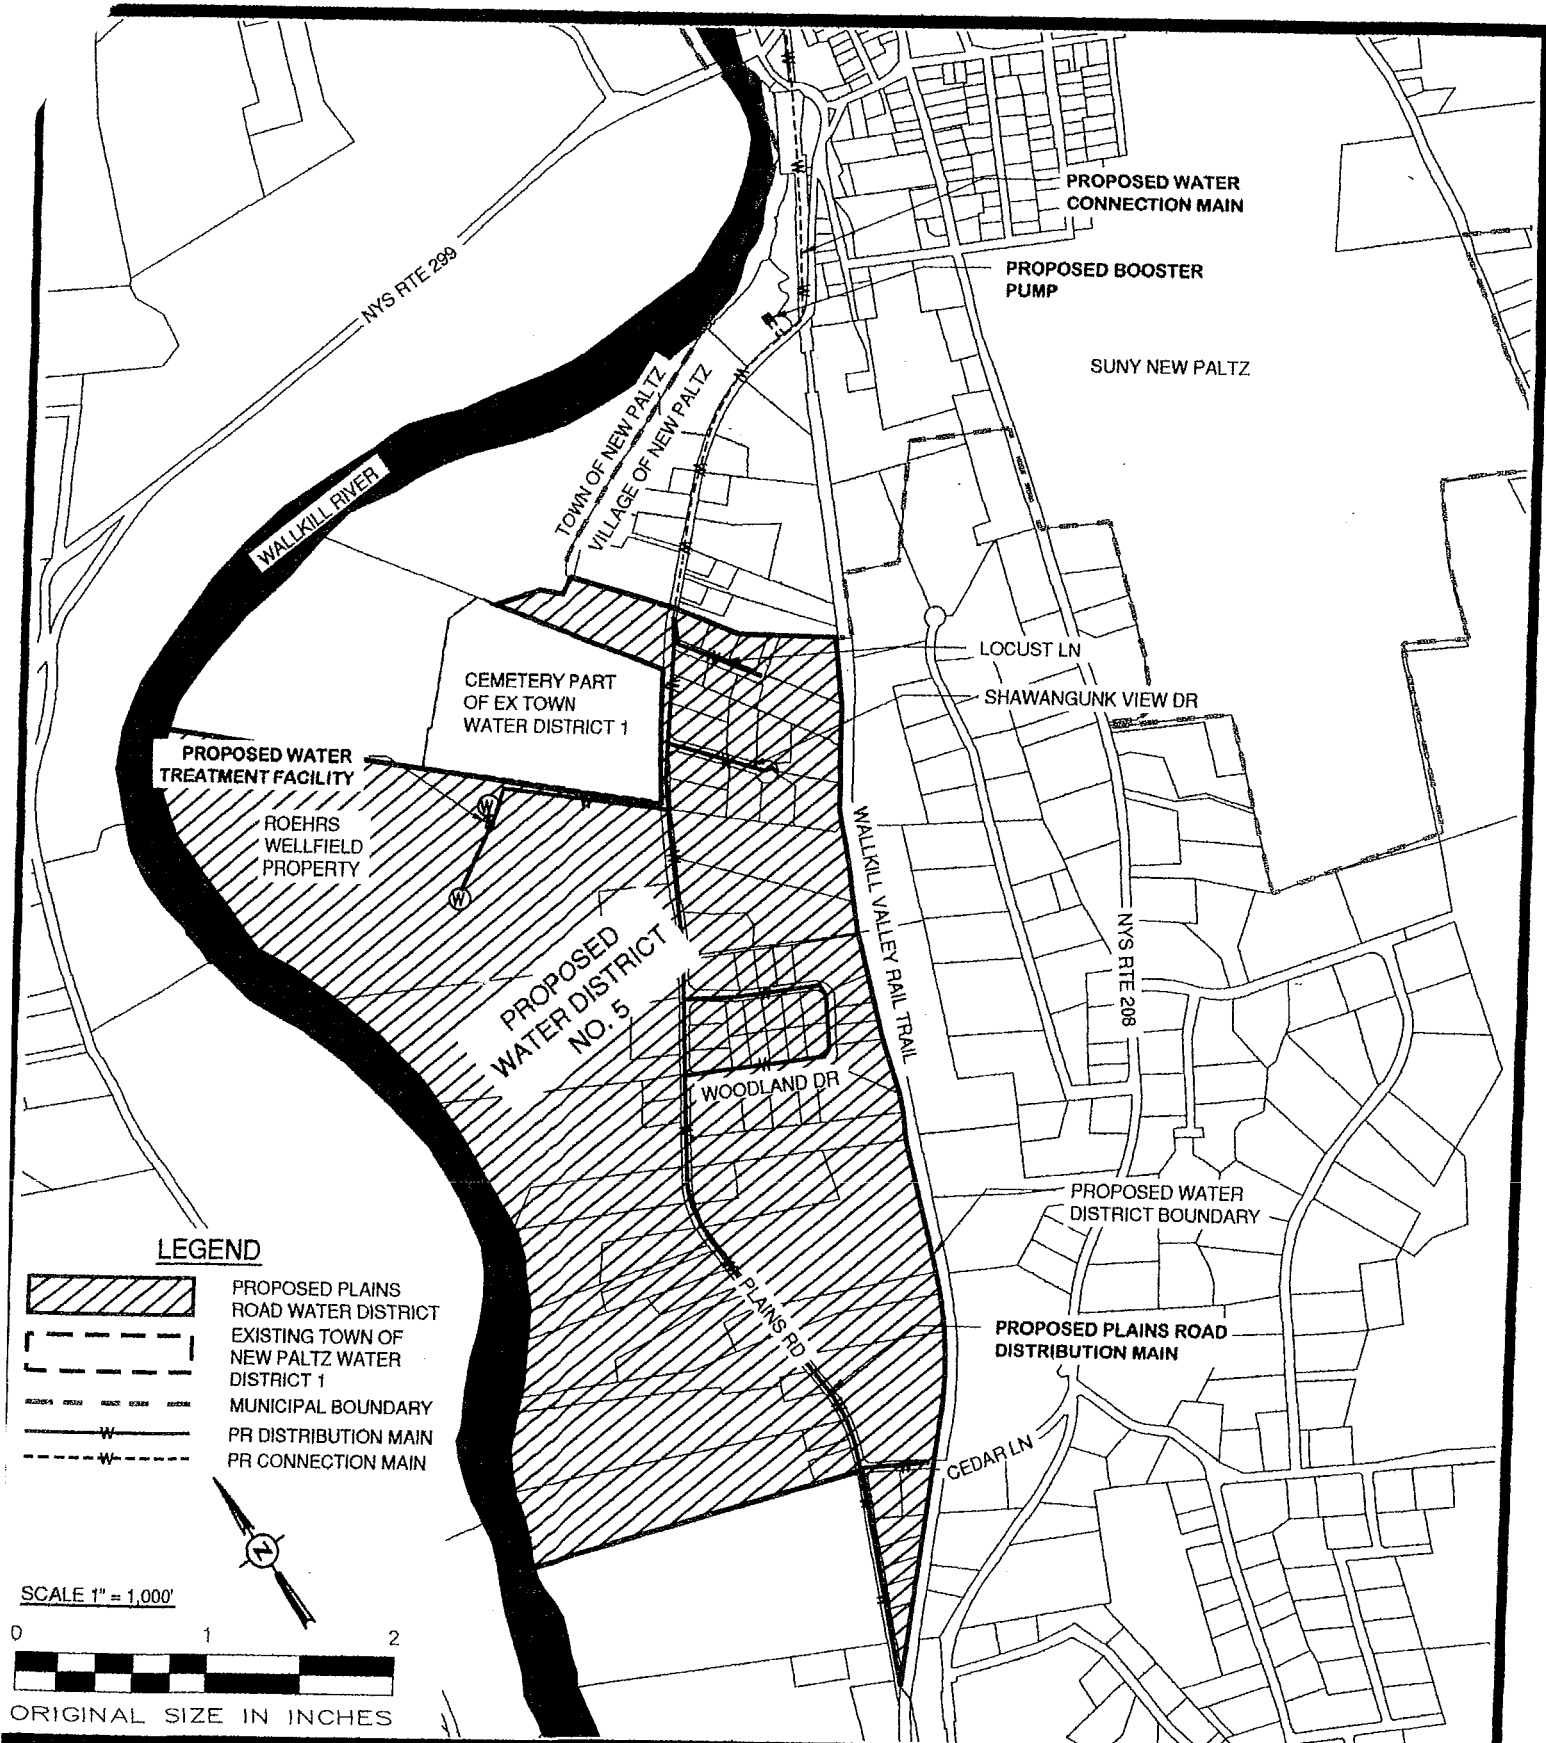 PROPOSED WATER
CONNECTION MAIN
NYS RTE 299
PROPOSED BOOSTER
PUMP
SUNY NEW PALTZ
TOWN OF NEW PALTZ
VILLAGE OF NEW PALTZ
WALLKILL RIVER
LOCUST LN
CEMETERY PART
OF EX TOWN
WATER DISTRICT 1
SHAWANGUNK VIEW DR
PROPOSED WATER
TREATMENT FACILITY
W
W
ROEHRS
WELLFIELD
PROPERTY
WALLKILL VALLEY RAIL TRAIL
NYS RTE 208
PROPOSED
WATER DISTRICT
NO. 5
WOODLAND DR
PROPOSED WATER
DISTRICT BOUNDARY
PLAINS RD
PROPOSED PLAINS ROAD
DISTRIBUTION MAIN
CEDAR LN
LEGEND
PROPOSED PLAINS
ROAD WATER DISTRICT
EXISTING TOWN OF
NEW PALTZ WATER
DISTRICT 1
MUNICIPAL BOUNDARY
W PR DISTRIBUTION MAIN
W PR CONNECTION MAIN
Z
SCALE 1" = 1,000'
0 1 2
ORIGINAL SIZE IN INCHES